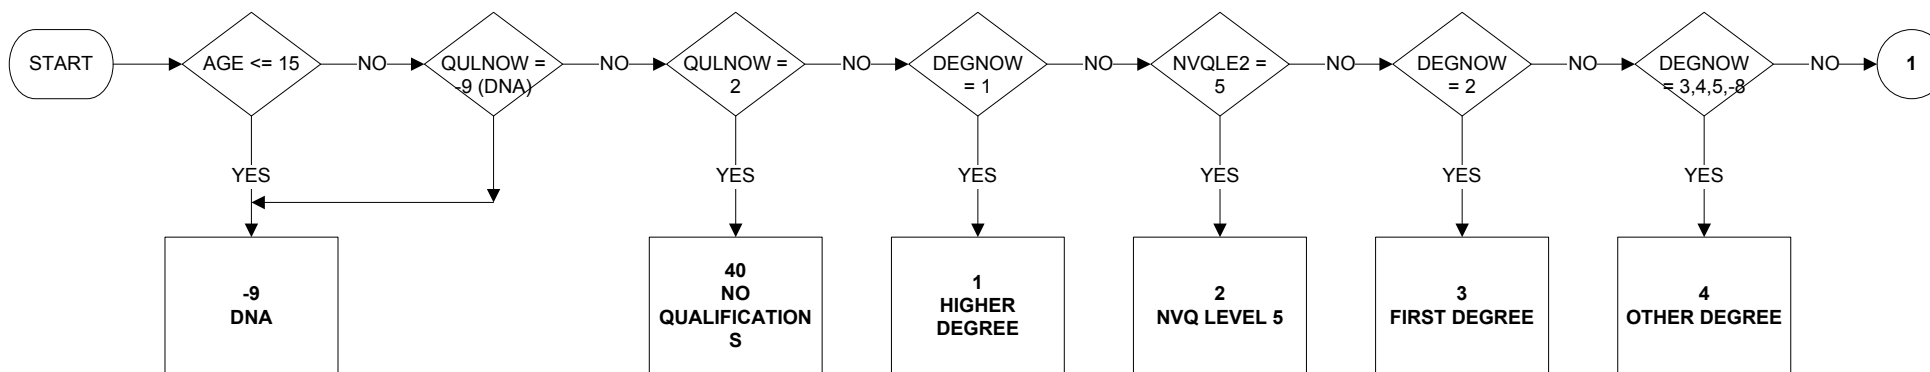 START
AGE <= 15
NO
QULNOW =
-9 (DNA)
NO
QULNOW =
2
NO
DEGNOW
= 1
NO
NVQLE2 =
5
NO
DEGNOW
= 2
NO
DEGNOW
= 3,4,5,-8
NO
1
YES
YES
YES
YES
YES
YES
-9
DNA
40
NO
QUALIFICATION
S
1
HIGHER
DEGREE
2
NVQ LEVEL 5
3
FIRST DEGREE
4
OTHER DEGREE